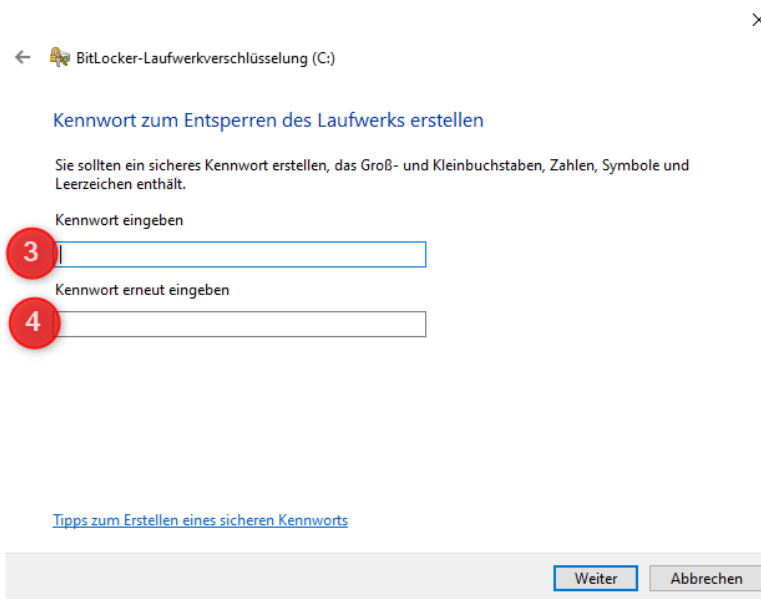 BitLocker-Laufwerkverschlüsselung (C:)
Kennwort zum Entsperren des Laufwerks erstellen
Sie sollten ein sicheres Kennwort erstellen, das Groß- und Kleinbuchstaben, Zahlen, Symbole und
Leerzeichen enthält.
Kennwort eingeben
3
Kennwort erneut eingeben
4
Tipps zum Erstellen eines sicheren Kennworts
Weiter Abbrechen